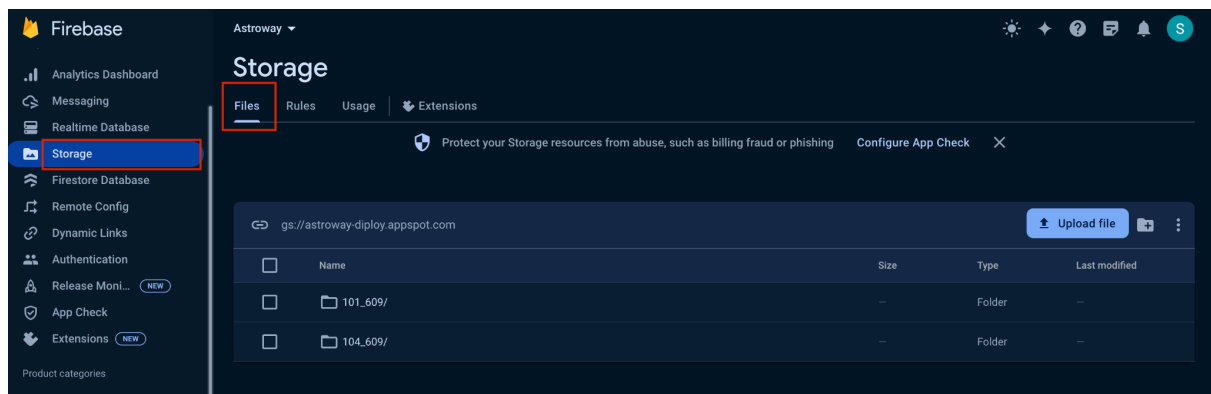 Firebase
Analytics Dashboard
Messaging
Realtime Database
Storage
Firestore Database
Remote Config
Dynamic Links
Authentication
Release Moni... NEW
App Check
Extensions NEW
Product categories
Astroway
S
Storage
Files Rules Usage Extensions
Protect your Storage resources from abuse, such as billing fraud or phishing Configure App Check
gs://astroway-diploy.appspot.com Upload file
Name Size Type Last modified
101_609/ — Folder —
104_609/ — Folder —